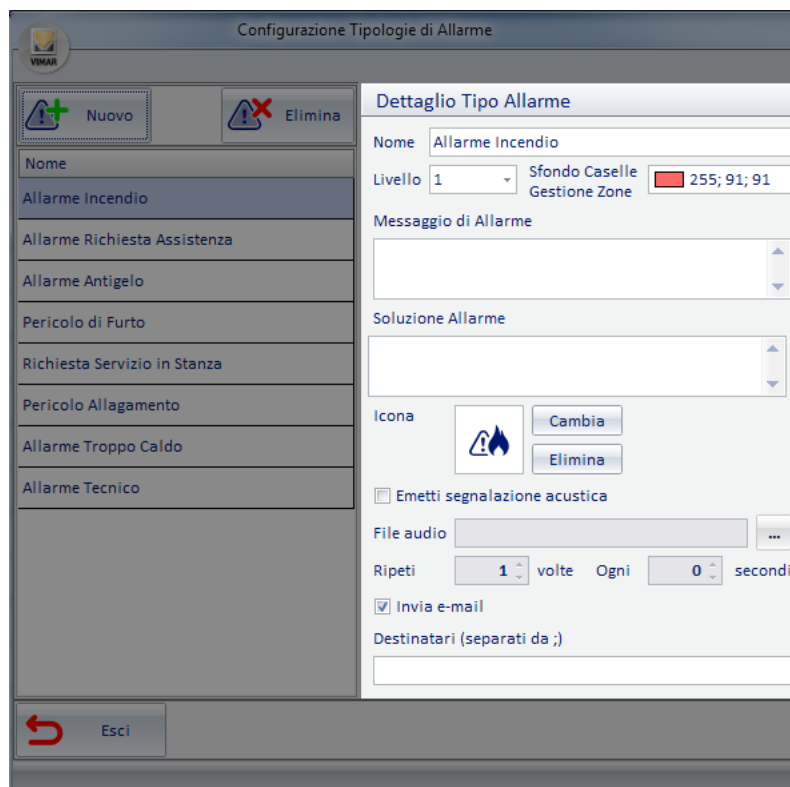 Configurazione Tipologie di Allarme
VIMAR
Nuovo
Elimina
Nome
Allarme Incendio
Allarme Richiesta Assistenza
Allarme Antigelo
Pericolo di Furto
Richiesta Servizio in Stanza
Pericolo Allagamento
Allarme Troppo Caldo
Allarme Tecnico
Dettaglio Tipo Allarme
Nome Allarme Incendio
Livello 1 Sfondo Caselle Gestione Zone 255; 91; 91
Messaggio di Allarme
Soluzione Allarme
Icona
Cambia
Elimina
Emetti segnalazione acustica
File audio ...
Ripeti 1 volte Ogni 0 secondi
Invia e-mail
Destinatari (separati da ;)
Esci